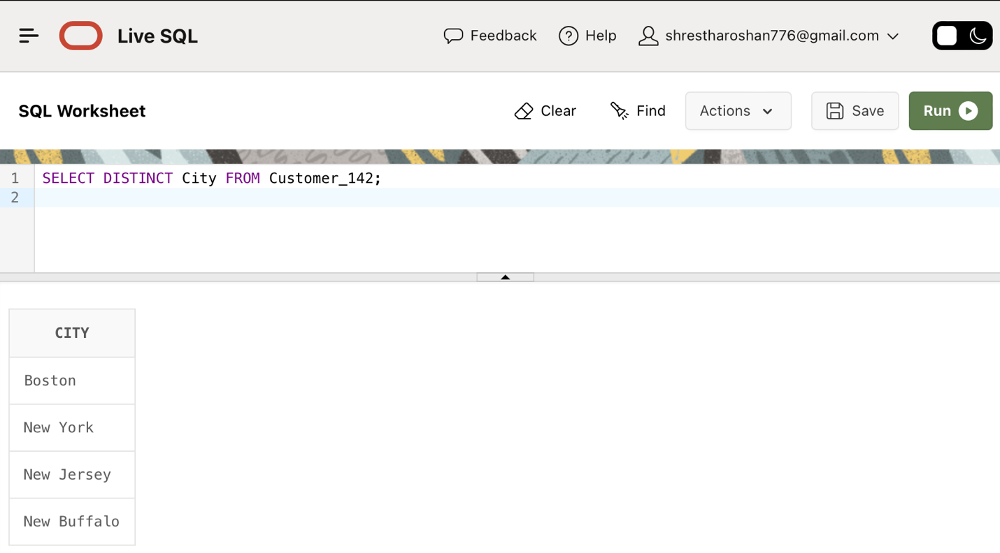 Live SQL Feedback Help shrestharoshan776@gmail.com
SQL Worksheet Clear Find Actions Save Run
1 SELECT DISTINCT City FROM Customer_142;
2
CITY
Boston
New York
New Jersey
New Buffalo